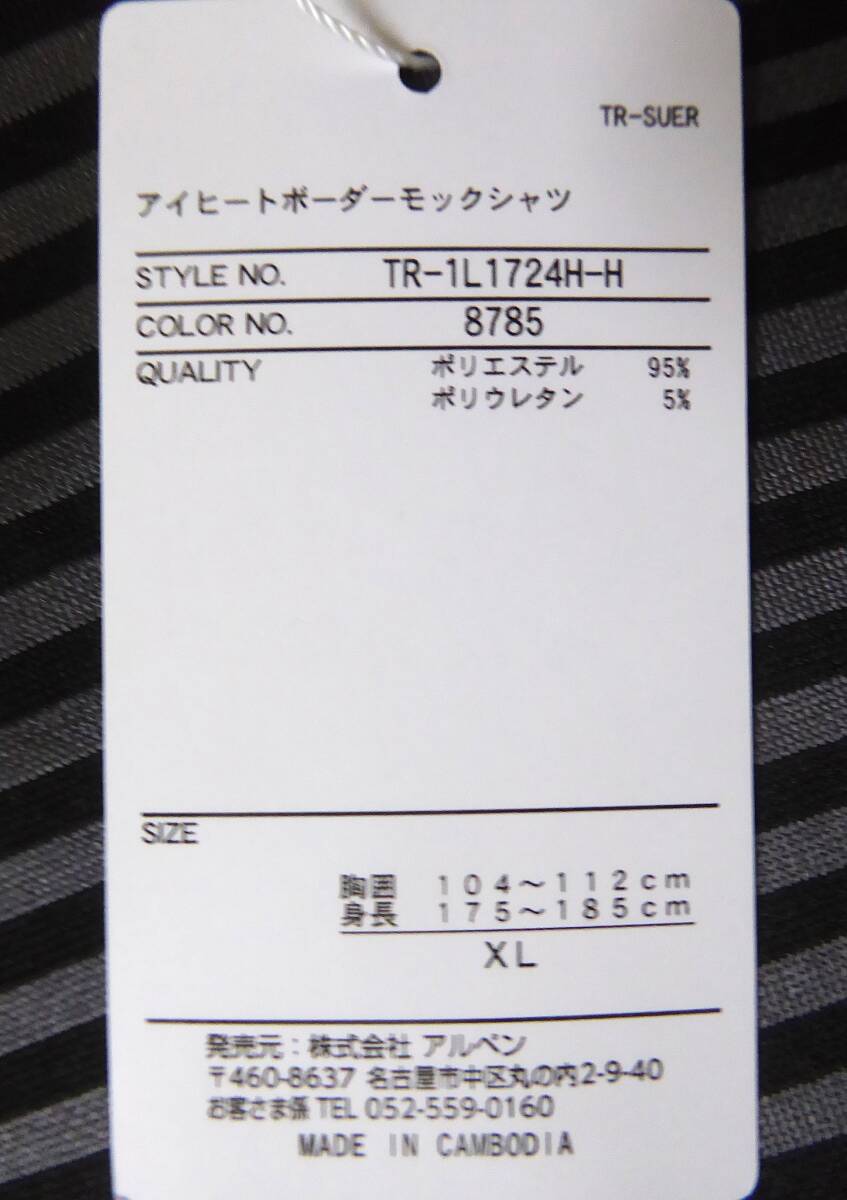 TR-SUER
アイヒートボーダーモックシャツ
STYLE NO. TR-1L1724H-H
COLOR NO. 8785
QUALITY ポリエステル 95%
ポリウレタン 5%
SIZE
胸囲 104～112cm
身長 175～185cm
XL
発売元：株式会社 アルペン
〒460-8637 名古屋市中区丸の内2-9-40
お客さま係 TEL 052-559-0160
MADE IN CAMBODIA